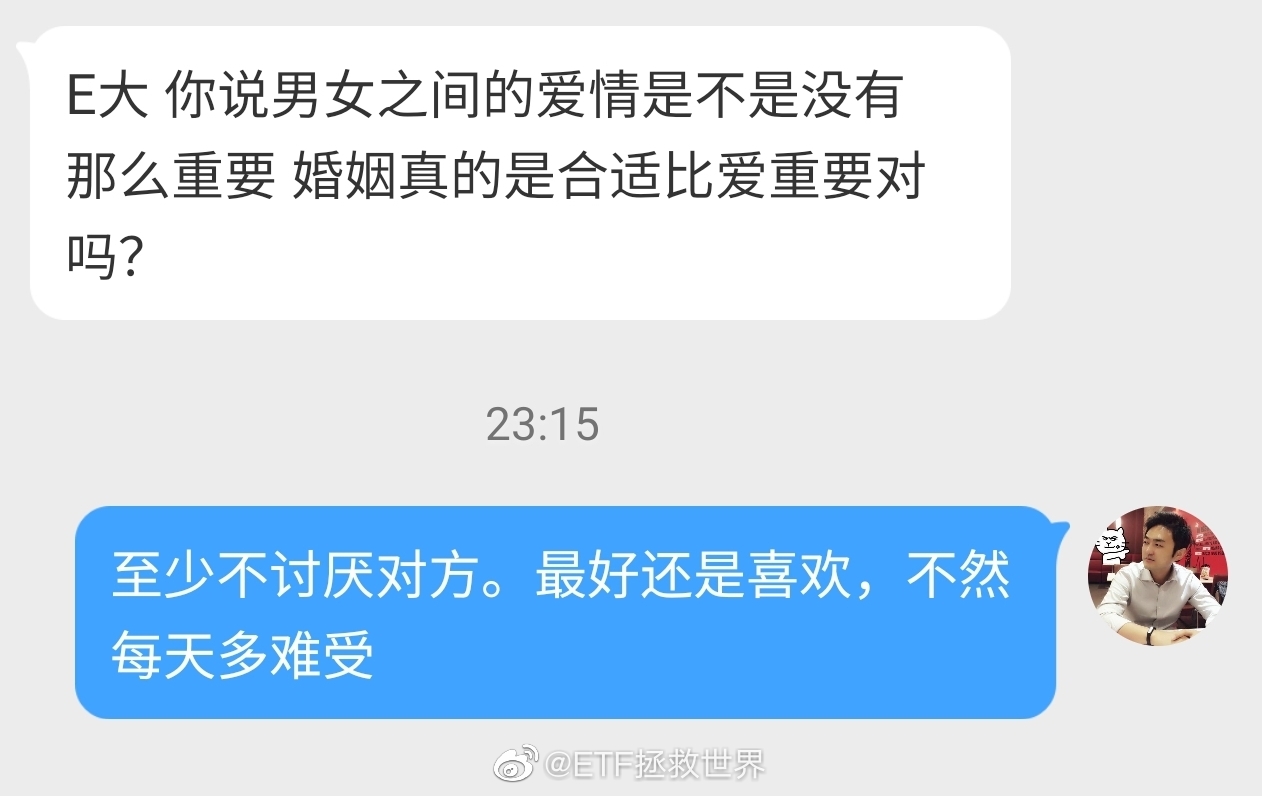 E大 你说男女之间的爱情是不是没有
那么重要 婚姻真的是合适比爱重要对
吗？
23:15
至少不讨厌对方。最好还是喜欢，不然
每天多难受
@ETF拯救世界